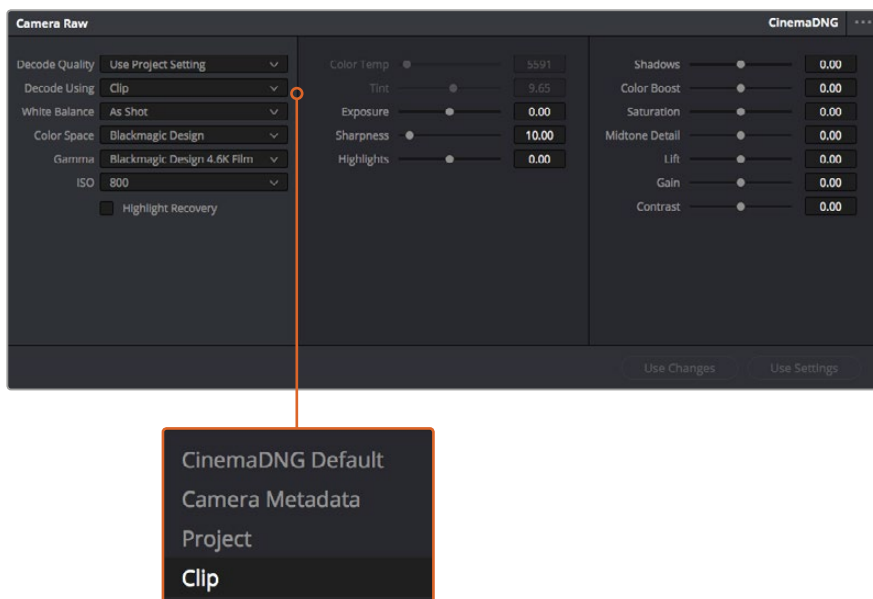 Camera Raw
CinemaDNG
Decode Quality Use Project Setting
Decode Using Clip
White Balance As Shot
Color Space Blackmagic Design
Gamma Blackmagic Design 4.6K Film
ISO 800
Highlight Recovery
Color Temp 5591
Tint 9.65
Exposure 0.00
Sharpness 10.00
Highlights 0.00
Shadows 0.00
Color Boost 0.00
Saturation 0.00
Midtone Detail 0.00
Lift 0.00
Gain 0.00
Contrast 0.00
Use Changes
Use Settings
CinemaDNG Default
Camera Metadata
Project
Clip